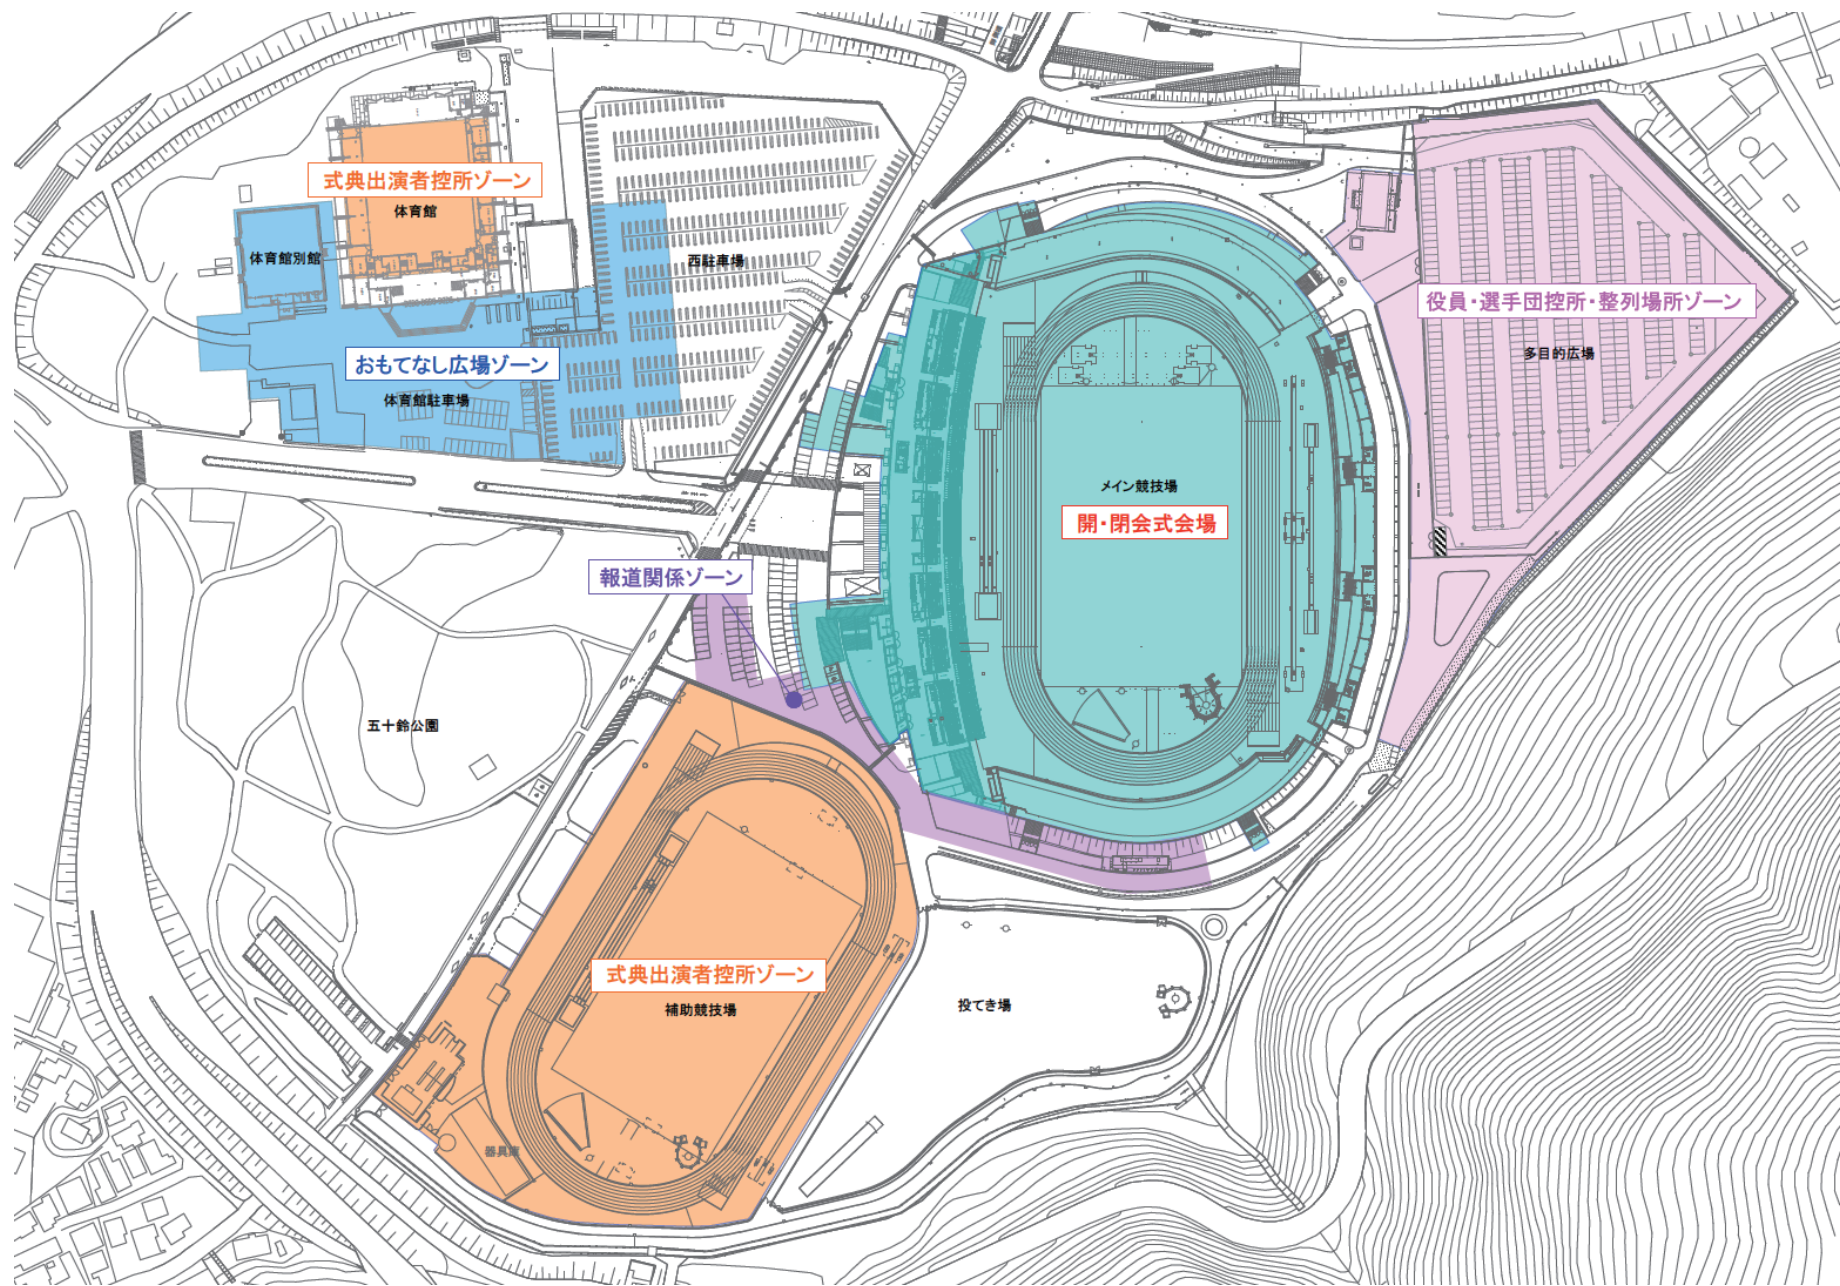 式典出演者控所ゾーン
体育館
体育館別館
西駐車場
おもてなし広場ゾーン
体育館駐車場
役員・選手団控所・整列場所ゾーン
多目的広場
メイン競技場
開・閉会式会場
報道関係ゾーン
五十鈴公園
式典出演者控所ゾーン
補助競技場
投てき場
器具庫